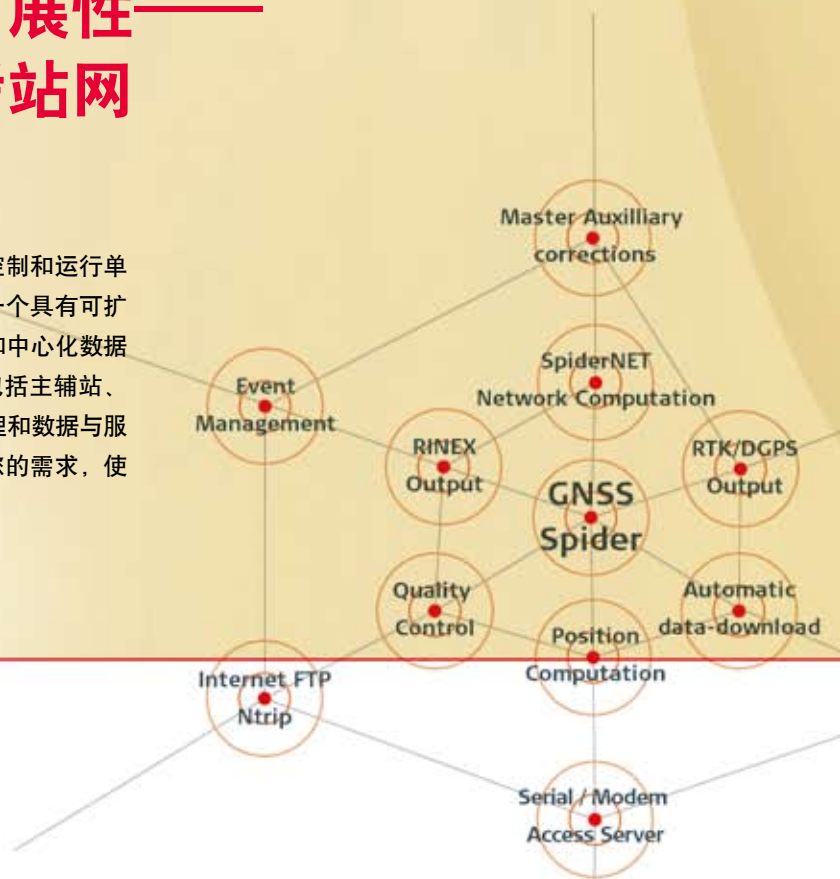 展性——
站网
控制和运行单
一个具有可扩
中心化数据
括主辅站、
和数据与服
的需求，使
Master Auxilliary
corrections
SpiderNET
Network Computation
Event
Management
RINEX
Output
RTK/DGPS
Output
GNSS
Spider
Quality
Control
Automatic
data-download
Position
Computation
Internet FTP
Ntrip
Serial / Modem
Access Server